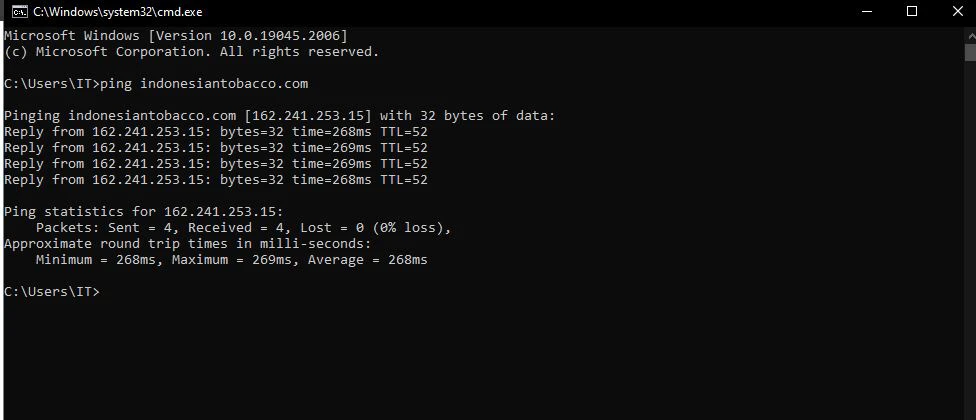 C:\Windows\system32\cmd.exe
Microsoft Windows [Version 10.0.19045.2006]
(c) Microsoft Corporation. All rights reserved.
C:\Users\IT>ping indonesiantobacco.com
Pinging indonesiantobacco.com [162.241.253.15] with 32 bytes of data:
Reply from 162.241.253.15: bytes=32 time=268ms TTL=52
Reply from 162.241.253.15: bytes=32 time=269ms TTL=52
Reply from 162.241.253.15: bytes=32 time=269ms TTL=52
Reply from 162.241.253.15: bytes=32 time=268ms TTL=52
Ping statistics for 162.241.253.15:
    Packets: Sent = 4, Received = 4, Lost = 0 (0% loss),
Approximate round trip times in milli-seconds:
    Minimum = 268ms, Maximum = 269ms, Average = 268ms
C:\Users\IT>